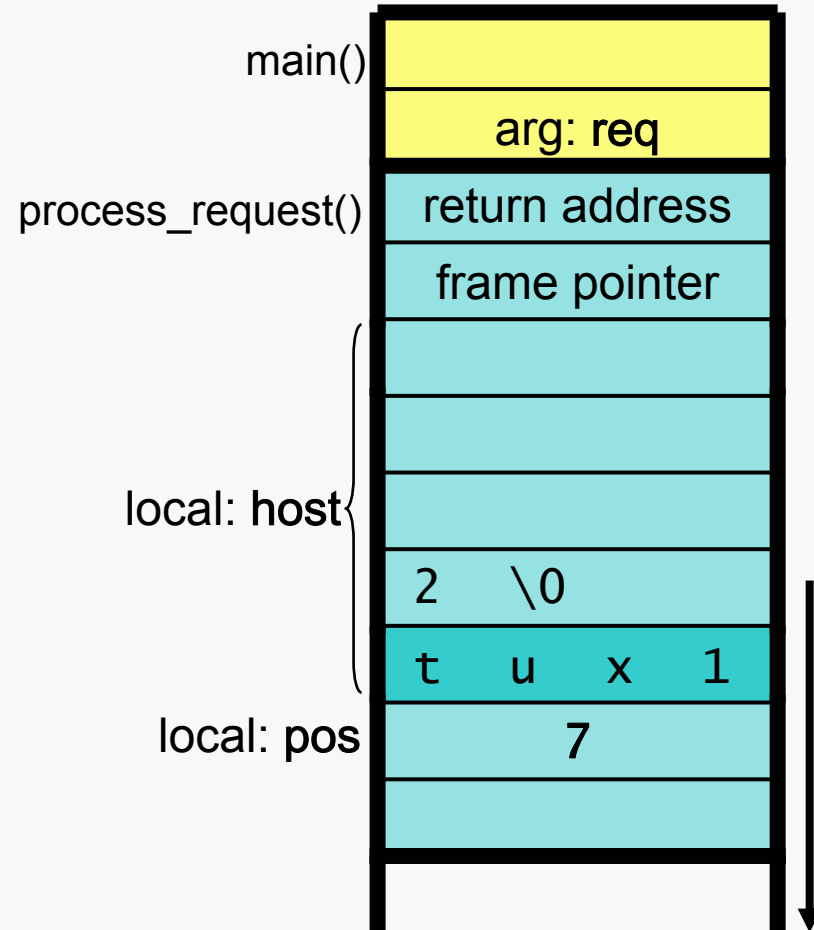 main()
arg: req
process_request()
return address
frame pointer
local: host
2 \0
t u x 1
local: pos
7